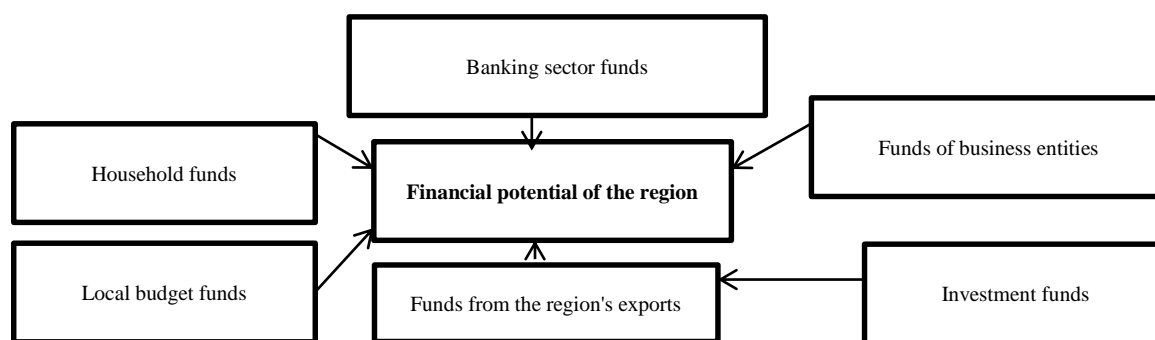 Banking sector funds
Funds of business entities
Household funds
Financial potential of the region
Local budget funds
Funds from the region's exports
Investment funds